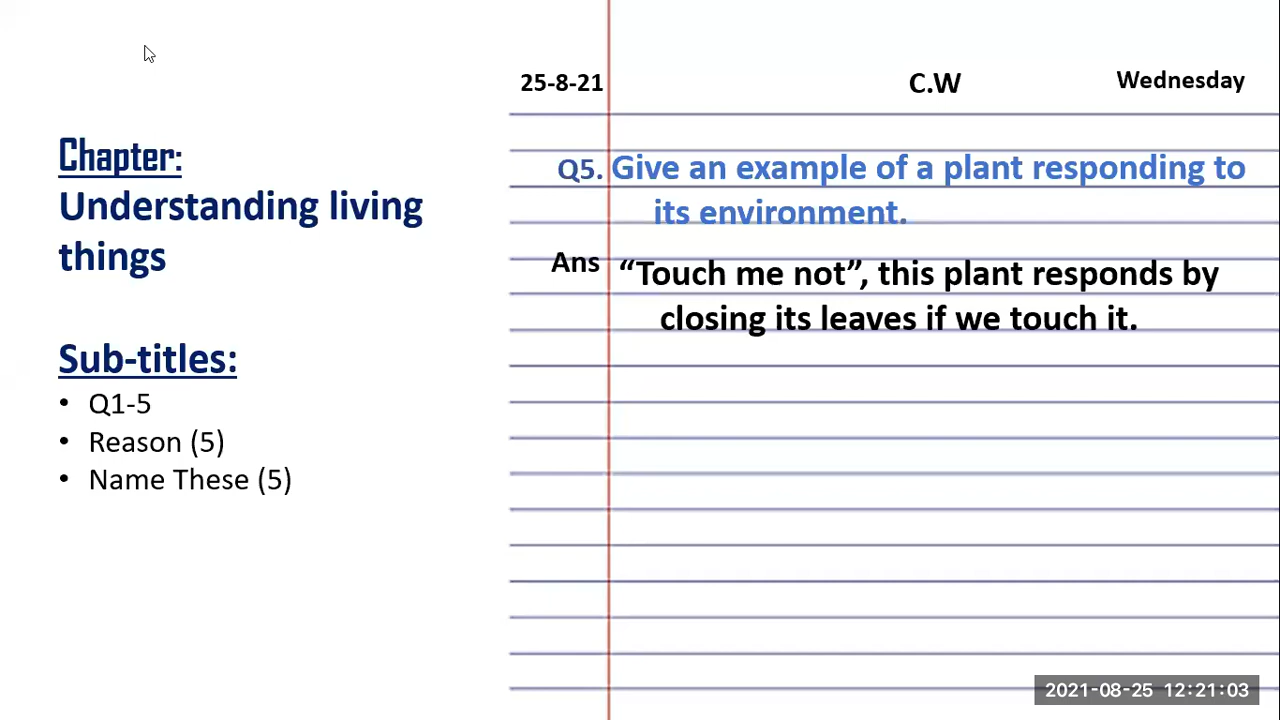 Chapter:
Understanding living
things
Sub-titles:
• Q1-5
• Reason (5)
• Name These (5)
25-8-21 C.W Wednesday
Q5. Give an example of a plant responding to
its environment.
Ans “Touch me not”, this plant responds by
closing its leaves if we touch it.
2021-08-25 12:21:03